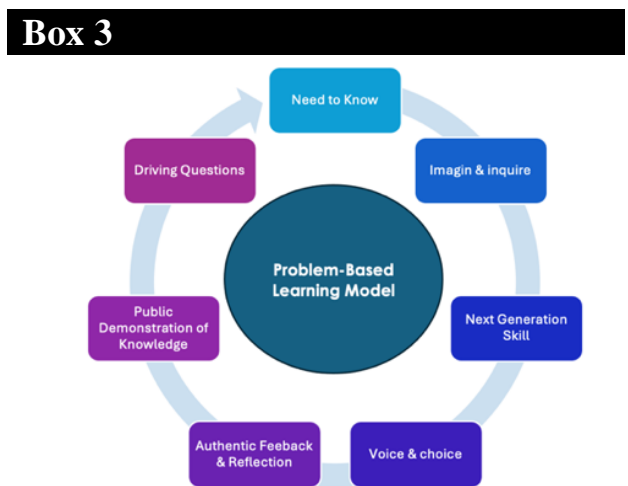 Box 3
Need to Know
Imagin & inquire
Next Generation
Skill
Voice & choice
Authentic Feeback
& Reflection
Public
Demonstration of
Knowledge
Driving Questions
Problem-Based
Learning Model